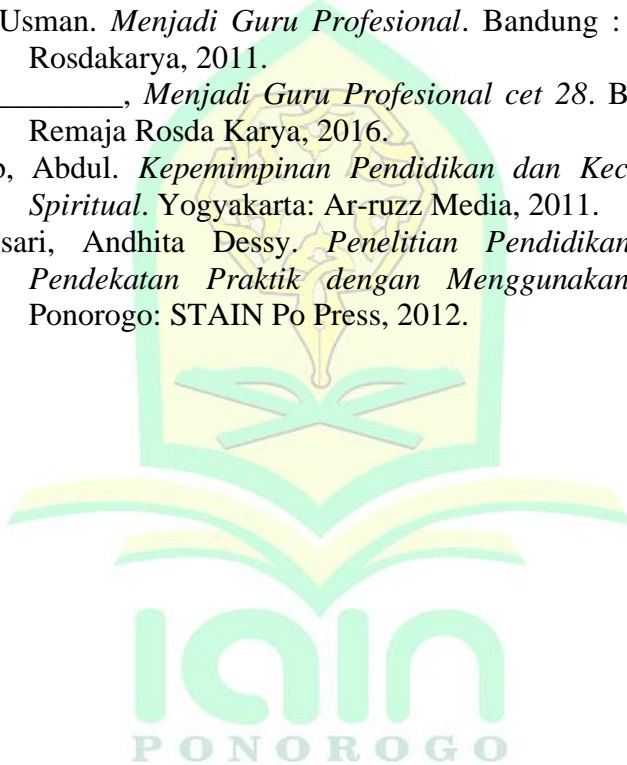 Usman. Menjadi Guru Profesional. Bandung :
Rosdakarya, 2011.
________, Menjadi Guru Profesional cet 28. B
Remaja Rosda Karya, 2016.
, Abdul. Kepemimpinan Pendidikan dan Kec
Spiritual. Yogyakarta: Ar-ruzz Media, 2011.
sari, Andhita Dessy. Penelitian Pendidikan
Pendekatan Praktik dengan Menggunakan
Ponorogo: STAIN Po Press, 2012.
iain
PONOROGO